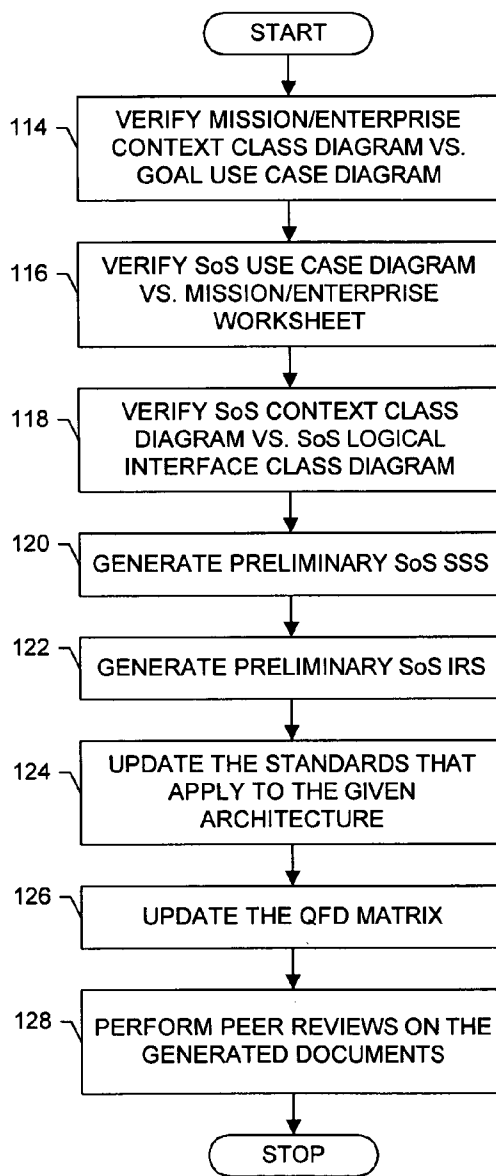 START
114
VERIFY MISSION/ENTERPRISE
CONTEXT CLASS DIAGRAM VS.
GOAL USE CASE DIAGRAM
116
VERIFY SoS USE CASE DIAGRAM
VS. MISSION/ENTERPRISE
WORKSHEET
118
VERIFY SoS CONTEXT CLASS
DIAGRAM VS. SoS LOGICAL
INTERFACE CLASS DIAGRAM
120
GENERATE PRELIMINARY SoS SSS
122
GENERATE PRELIMINARY SoS IRS
124
UPDATE THE STANDARDS THAT
APPLY TO THE GIVEN
ARCHITECTURE
126
UPDATE THE QFD MATRIX
128
PERFORM PEER REVIEWS ON THE
GENERATED DOCUMENTS
STOP